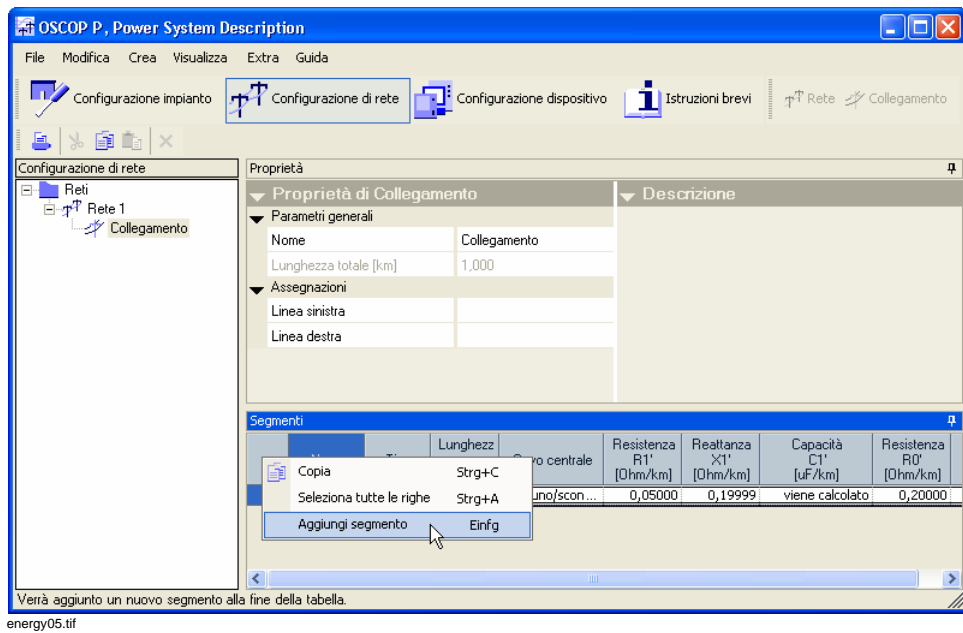 OSCOP P, Power System Description
File Modifica Crea Visualizza Extra Guida
Configurazione impianto Configurazione di rete Configurazione dispositivo Istruzioni brevi Rete Collegamento
Configurazione di rete
Reti
Rete 1
Collegamento
Proprietà
Proprietà di Collegamento
Parametri generali
Nome Collegamento
Lunghezza totale [km] 1,000
Assegnazioni
Linea sinistra
Linea destra
Descrizione
Segmenti
Lunghezz
vo centrale
Resistenza R1' [Ohm/km]
Reattanza X1' [Ohm/km]
Capacità C1' [uF/km]
Resistenza R0' [Ohm/km]
uno/scon... 0,05000 0,19999 viene calcolato 0,20000
Copia Strg+C
Seleziona tutte le righe Strg+A
Aggiungi segmento Einfg
Verrà aggiunto un nuovo segmento alla fine della tabella.
energy05.tif